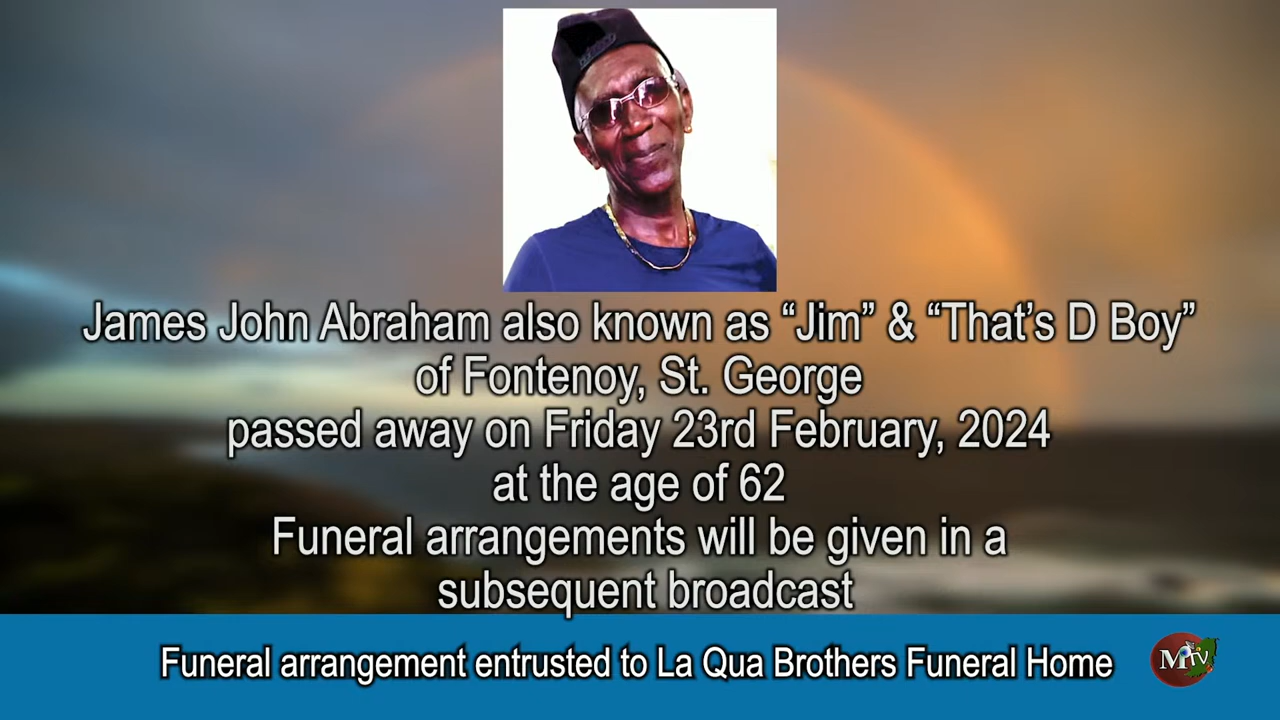 James John Abraham also known as “Jim” & “That’s D Boy”
of Fontenoy, St. George
passed away on Friday 23rd February, 2024
at the age of 62
Funeral arrangements will be given in a
subsequent broadcast
Funeral arrangement entrusted to La Qua Brothers Funeral Home
MTV